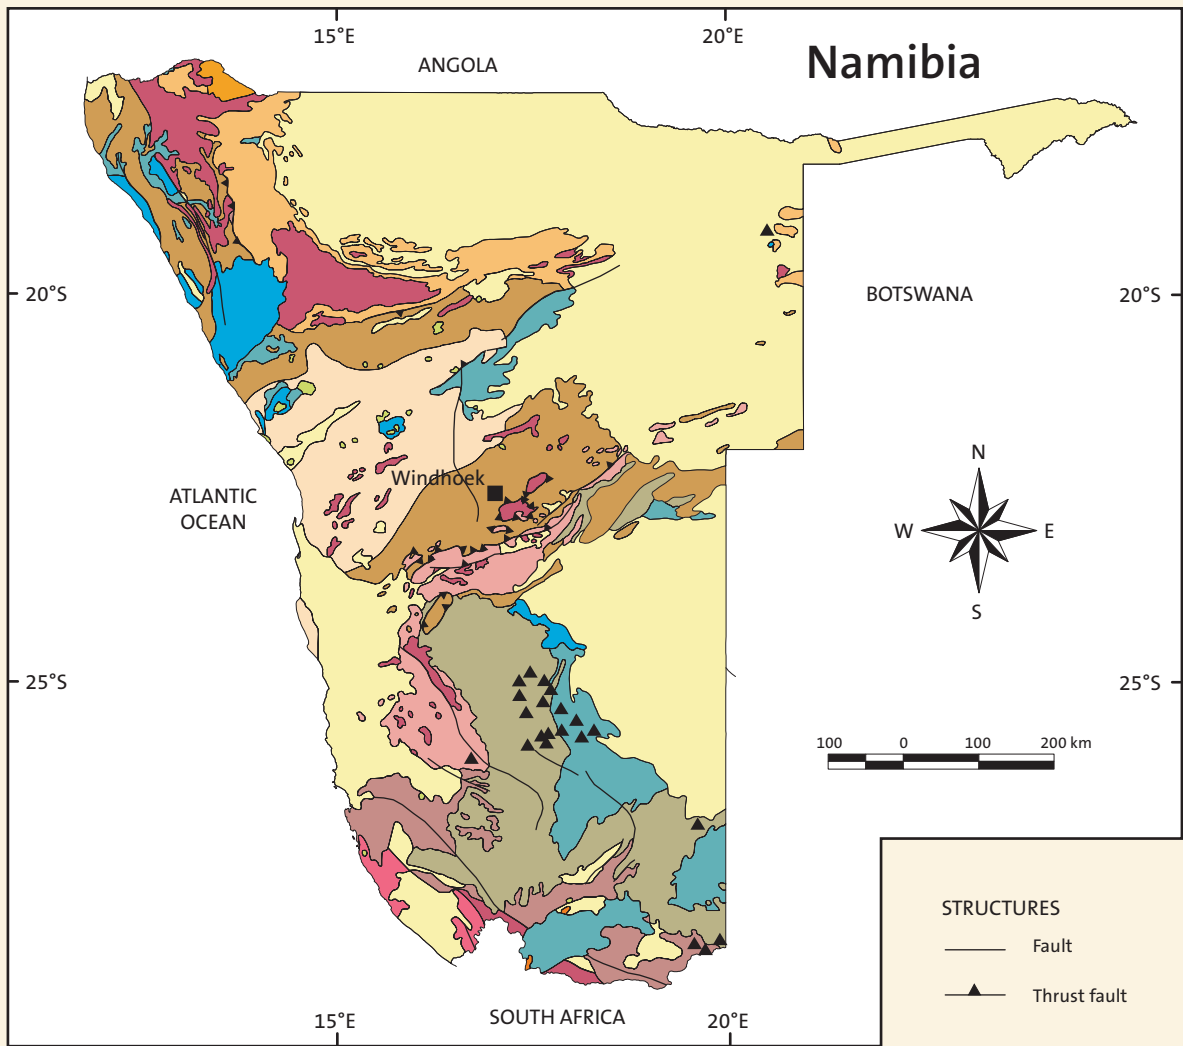 15°E
20°E
Namibia
ANGOLA
20°S
BOTSWANA
20°S
Windhoek
ATLANTIC
OCEAN
N
W
E
S
25°S
25°S
100
0
100
200 km
STRUCTURES
Fault
Thrust fault
15°E
SOUTH AFRICA
20°E